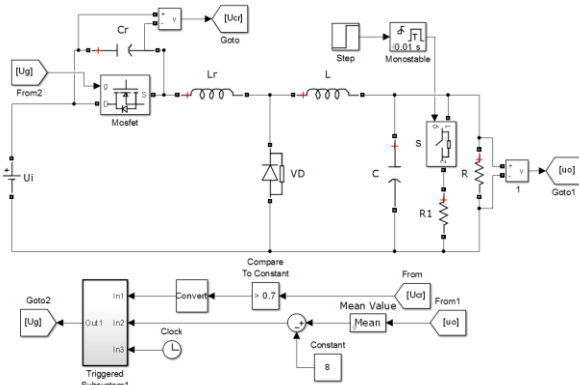 Cr
v
[Ucr]
Goto
Step
0.01 s
Monostable
[Ug]
From2
g
D
S
Mosfet
Lr
L
Ui
VD
C
g
1
S
2
R1
R
v
1
[uo]
Goto1
Goto2
[Ug]
Out1
In1
In2
In3
Triggered
Subsystem1
Convert
Compare
To Constant
> 0.7
From
[Ucr]
Clock
Mean Value
Mean
From1
[uo]
Constant
8